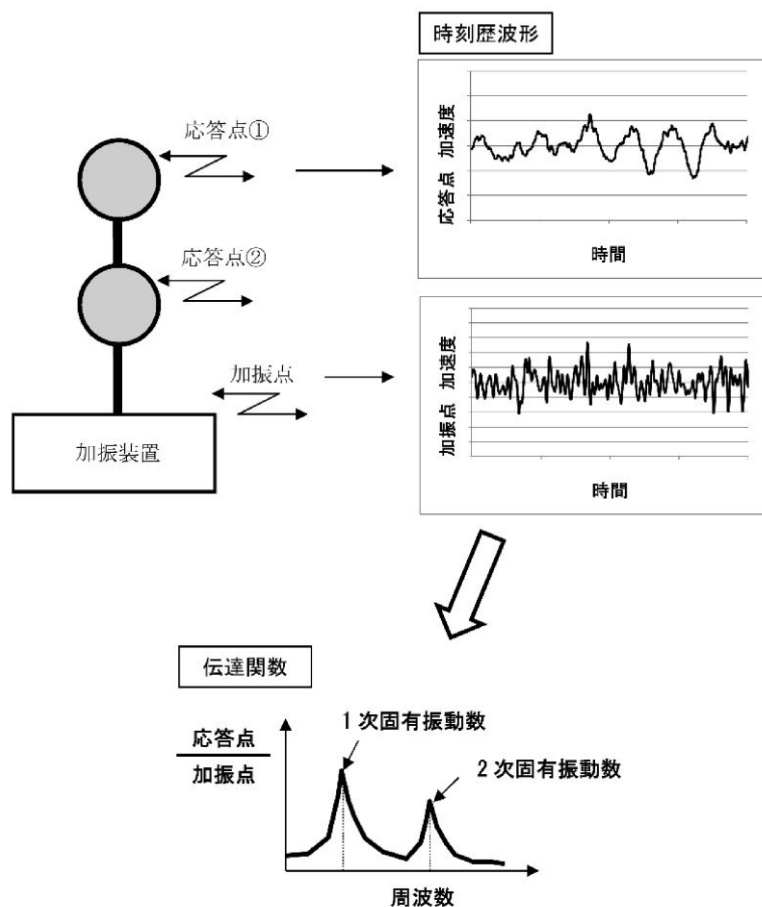 時刻歴波形
応答点①
応答点　加速度
時間
応答点②
加振点
加振装置
加振点　加速度
時間
伝達関数
応答点
加振点
1次固有振動数
2次固有振動数
周波数